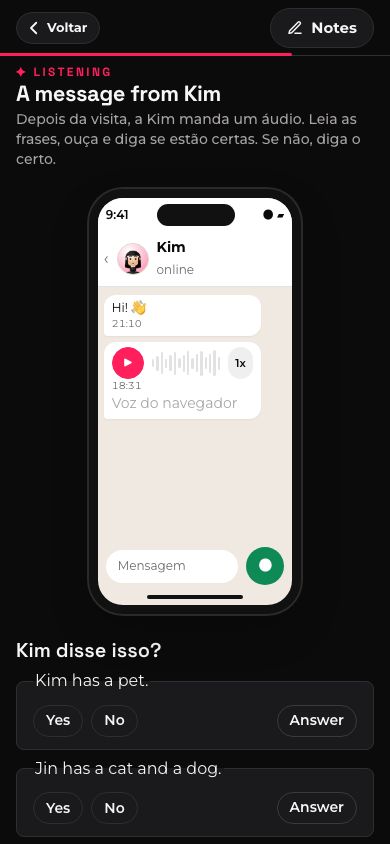 Voltar
Notes
✦ LISTENING
A message from Kim
Depois da visita, a Kim manda um áudio. Leia as
frases, ouça e diga se estão certas. Se não, diga o
certo.
9:41
Kim
online
Hi! 👋
21:10
1x
18:31
Voz do navegador
Mensagem
Kim disse isso?
Kim has a pet.
Yes
No
Answer
Jin has a cat and a dog.
Yes
No
Answer